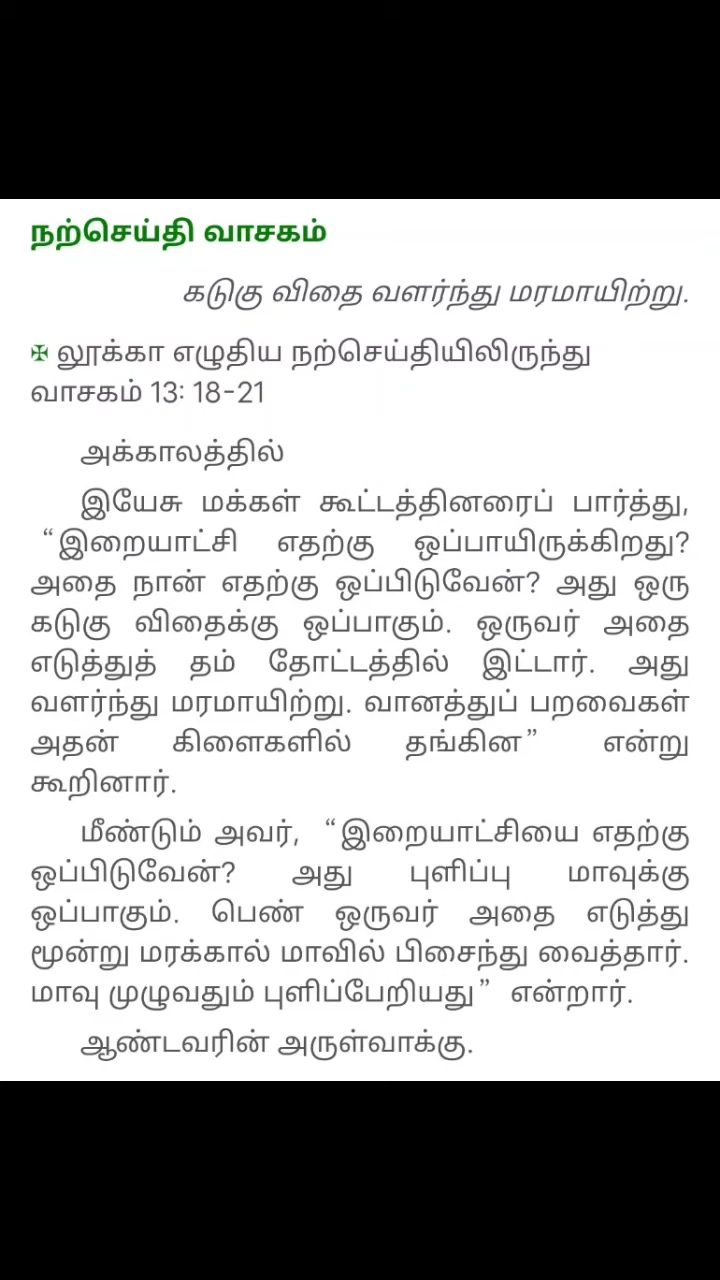 நற்செய்தி வாசகம்
கடுகு விதை வளர்ந்து மரமாயிற்று.
✠ லூக்கா எழுதிய நற்செய்தியிலிருந்து
வாசகம் 13: 18-21
அக்காலத்தில்
இயேசு மக்கள் கூட்டத்தினரைப் பார்த்து,
“இறையாட்சி எதற்கு ஒப்பாயிருக்கிறது?
அதை நான் எதற்கு ஒப்பிடுவேன்? அது ஒரு
கடுகு விதைக்கு ஒப்பாகும். ஒருவர் அதை
எடுத்துத் தம் தோட்டத்தில் இட்டார். அது
வளர்ந்து மரமாயிற்று. வானத்துப் பறவைகள்
அதன் கிளைகளில் தங்கின” என்று
கூறினார்.
மீண்டும் அவர், “இறையாட்சியை எதற்கு
ஒப்பிடுவேன்? அது புளிப்பு மாவுக்கு
ஒப்பாகும். பெண் ஒருவர் அதை எடுத்து
மூன்று மரக்கால் மாவில் பிசைந்து வைத்தார்.
மாவு முழுவதும் புளிப்பேறியது” என்றார்.
ஆண்டவரின் அருள்வாக்கு.